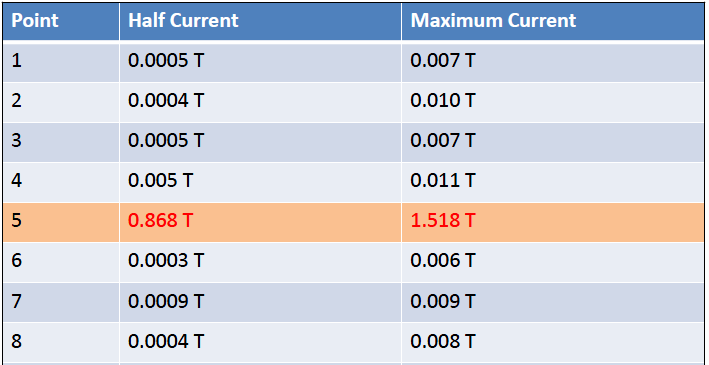 Point Half Current Maximum Current
1 0.0005 T 0.007 T
2 0.0004 T 0.010 T
3 0.0005 T 0.007 T
4 0.005 T 0.011 T
5 0.868 T 1.518 T
6 0.0003 T 0.006 T
7 0.0009 T 0.009 T
8 0.0004 T 0.008 T